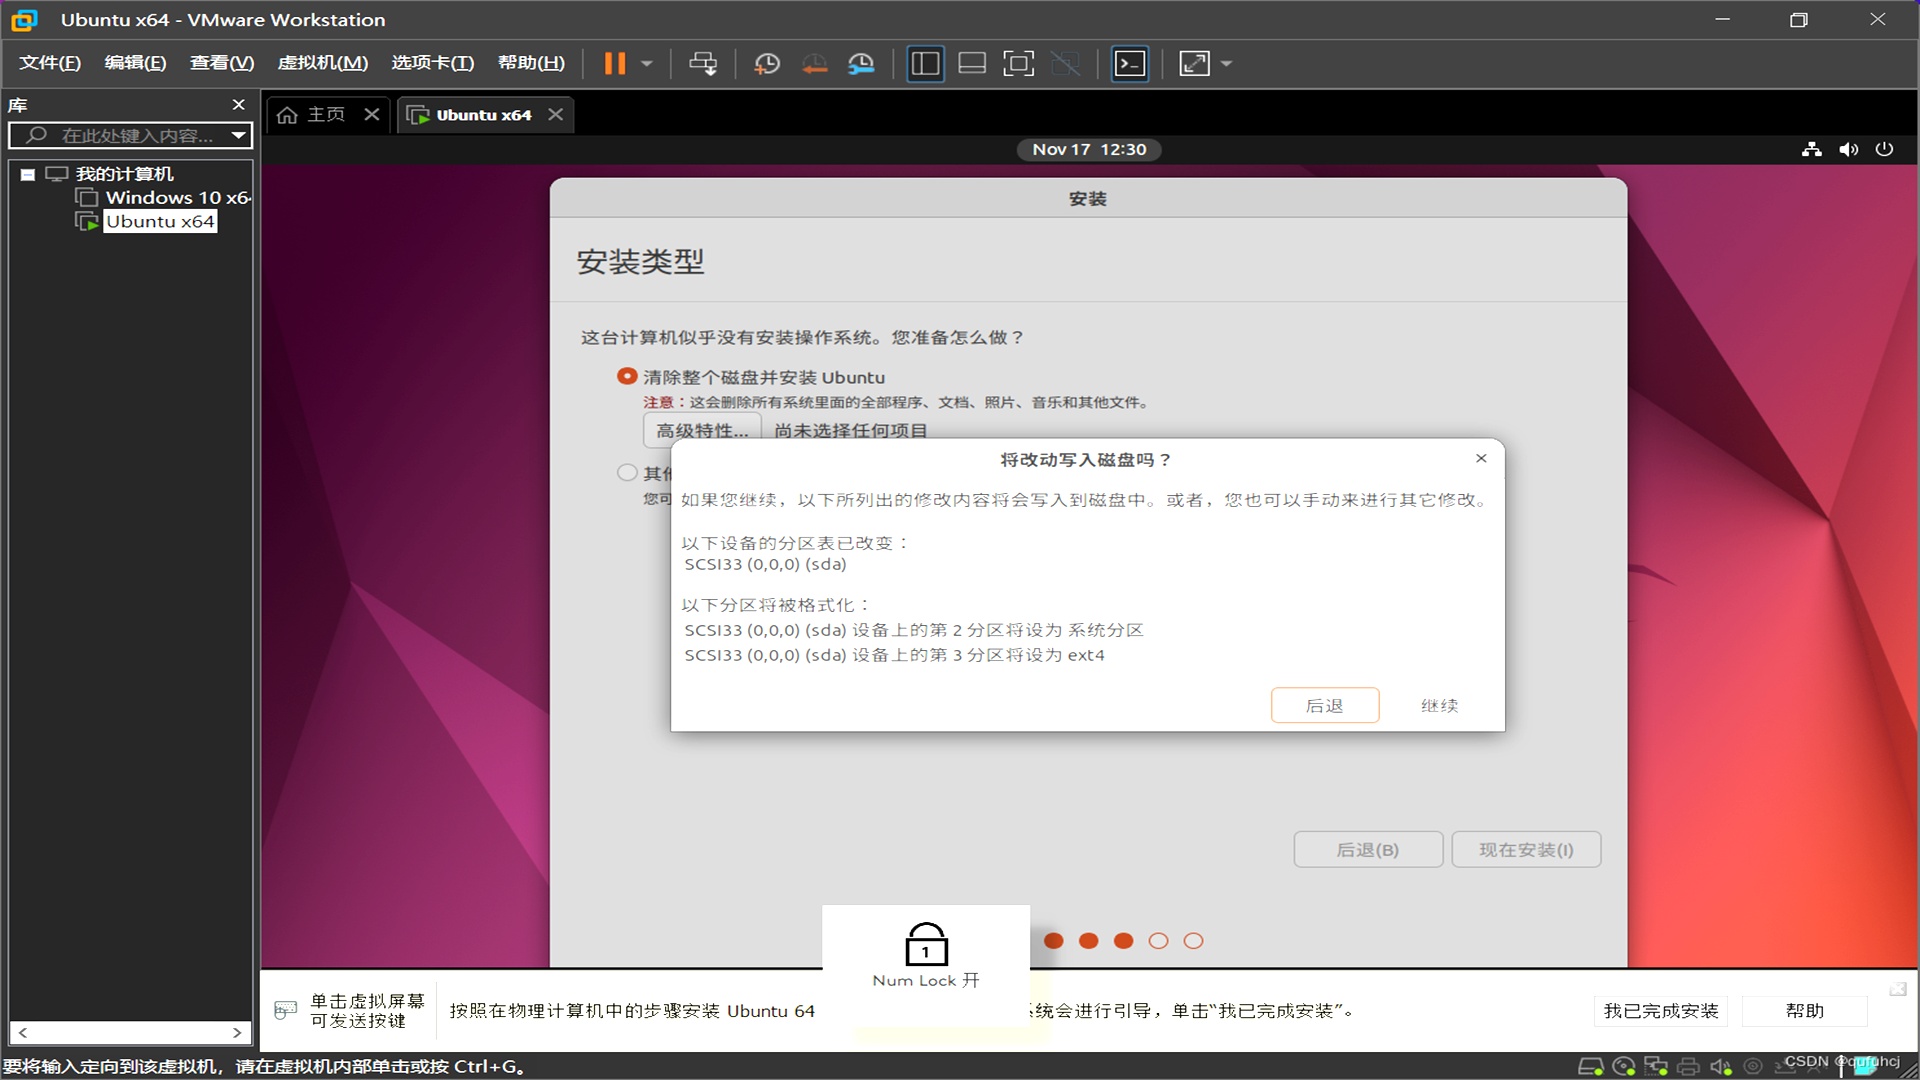 Ubuntu x64 - VMware Workstation
文件(F) 编辑(E) 查看(V) 虚拟机(M) 选项卡(T) 帮助(H)
库
主页
Ubuntu x64
在此处键入内容...
Nov 17 12:30
我的计算机
Windows 10 x6
Ubuntu x64
安装
安装类型
这台计算机似乎没有安装操作系统。您准备怎么做？
清除整个磁盘并安装 Ubuntu
注意：这会删除所有系统里面的全部程序、文档、照片、音乐和其他文件。
高级特性... 尚未选择任何项目
将改动写入磁盘吗？
其他
您可
如果您继续，以下所列出的修改内容将会写入到磁盘中。或者，您也可以手动来进行其它修改。
以下设备的分区表已改变：
SCSI33 (0,0,0) (sda)
以下分区将被格式化：
SCSI33 (0,0,0) (sda) 设备上的第 2 分区将设为 系统分区
SCSI33 (0,0,0) (sda) 设备上的第 3 分区将设为 ext4
后退 继续
后退(B) 现在安装(I)
1
Num Lock 开
单击虚拟屏幕
可发送按键
按照在物理计算机中的步骤安装 Ubuntu 64
系统会进行引导，单击“我已完成安装”。
我已完成安装 帮助
要将输入定向到该虚拟机，请在虚拟机内部单击或按 Ctrl+G。
CSDN @qufuhcj